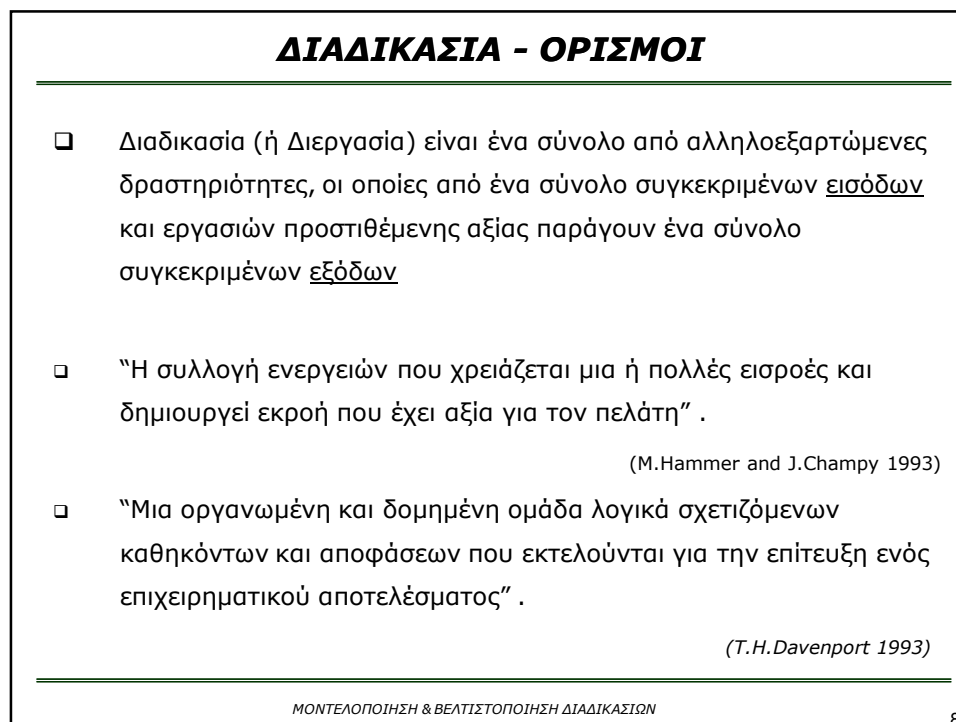 ΔΙΑΔΙΚΑΣΙΑ - ΟΡΙΣΜΟΙ
Διαδικασία (ή Διεργασία) είναι ένα σύνολο από αλληλοεξαρτώμενες
δραστηριότητες, οι οποίες από ένα σύνολο συγκεκριμένων εισόδων
και εργασιών προστιθέμενης αξίας παράγουν ένα σύνολο
συγκεκριμένων εξόδων
“Η συλλογή ενεργειών που χρειάζεται μια ή πολλές εισροές και
δημιουργεί εκροή που έχει αξία για τον πελάτη” .
(M.Hammer and J.Champy 1993)
“Μια οργανωμένη και δομημένη ομάδα λογικά σχετιζόμενων
καθηκόντων και αποφάσεων που εκτελούνται για την επίτευξη ενός
επιχειρηματικού αποτελέσματος” .
(T.H.Davenport 1993)
ΜΟΝΤΕΛΟΠΟΙΗΣΗ & ΒΕΛΤΙΣΤΟΠΟΙΗΣΗ ΔΙΑΔΙΚΑΣΙΩΝ